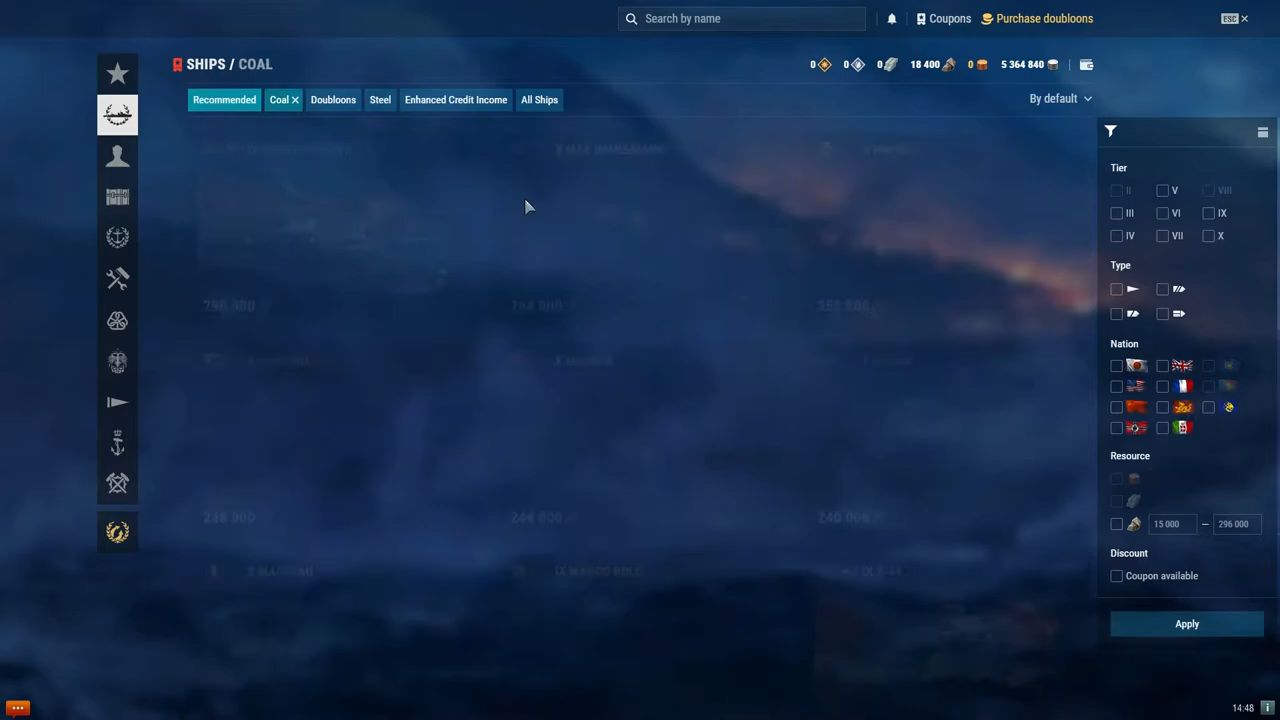 Search by name
Coupons
Purchase doubloons
ESC
SHIPS / COAL
0
0
0
18 400
0
5 364 840
Recommended
Coal
Doubloons
Steel
Enhanced Credit Income
All Ships
By default
Tier
II
V
VIII
III
VI
IX
IV
VII
X
Type
Nation
Resource
15 000 – 296 000
Discount
Coupon available
Apply
14:48